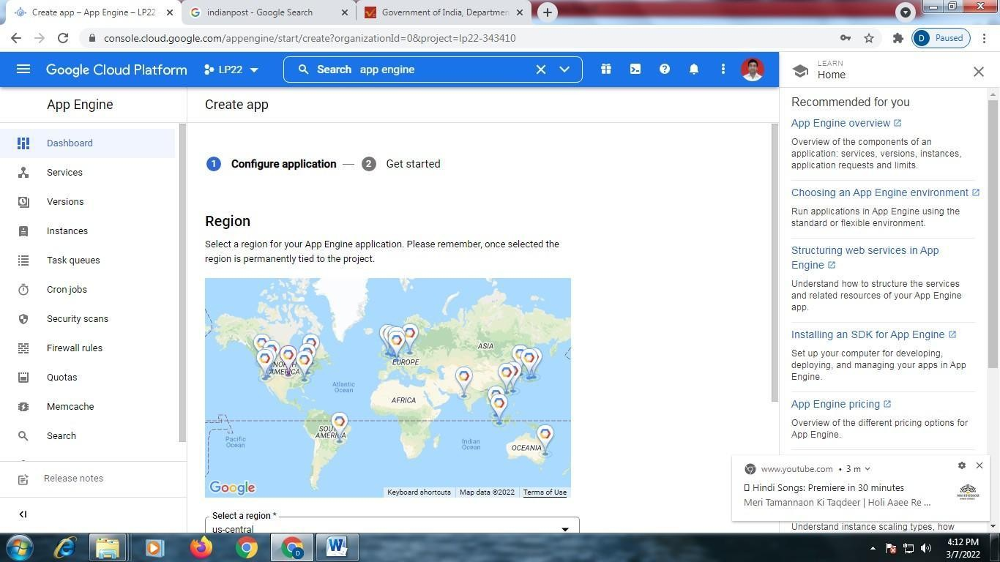 Create app – App Engine – LP22
indianpost - Google Search
Government of India, Departmen
console.cloud.google.com/appengine/start/create?organizationId=0&project=lp22-343410
D Paused
Google Cloud Platform
LP22
Search app engine
LEARN
Home
App Engine
Dashboard
Services
Versions
Instances
Task queues
Cron jobs
Security scans
Firewall rules
Quotas
Memcache
Search
Release notes
Create app
1 Configure application — 2 Get started
Region
Select a region for your App Engine application. Please remember, once selected the
region is permanently tied to the project.
NORTH
AMERICA
Atlantic
Ocean
EUROPE
ASIA
AFRICA
SOUTH
AMERICA
Pacific
Ocean
Indian
Ocean
OCEANIA
Google
Keyboard shortcuts
Map data ©2022
Terms of Use
Select a region *
us-central
Recommended for you
App Engine overview
Overview of the components of an
application: services, versions, instances,
application requests and limits.
Choosing an App Engine environment
Run applications in App Engine using the
standard or flexible environment.
Structuring web services in App
Engine
Understand how to structure the services
and related resources of your App Engine
app.
Installing an SDK for App Engine
Set up your computer for developing,
deploying, and managing your apps in App
Engine.
App Engine pricing
Overview of the different pricing options for
App Engine.
www.youtube.com • 3 m
Hindi Songs: Premiere in 30 minutes
Meri Tamannaon Ki Taqdeer | Holi Aaee Re ...
Understand instance scaling types, how
D
4:12 PM
3/7/2022